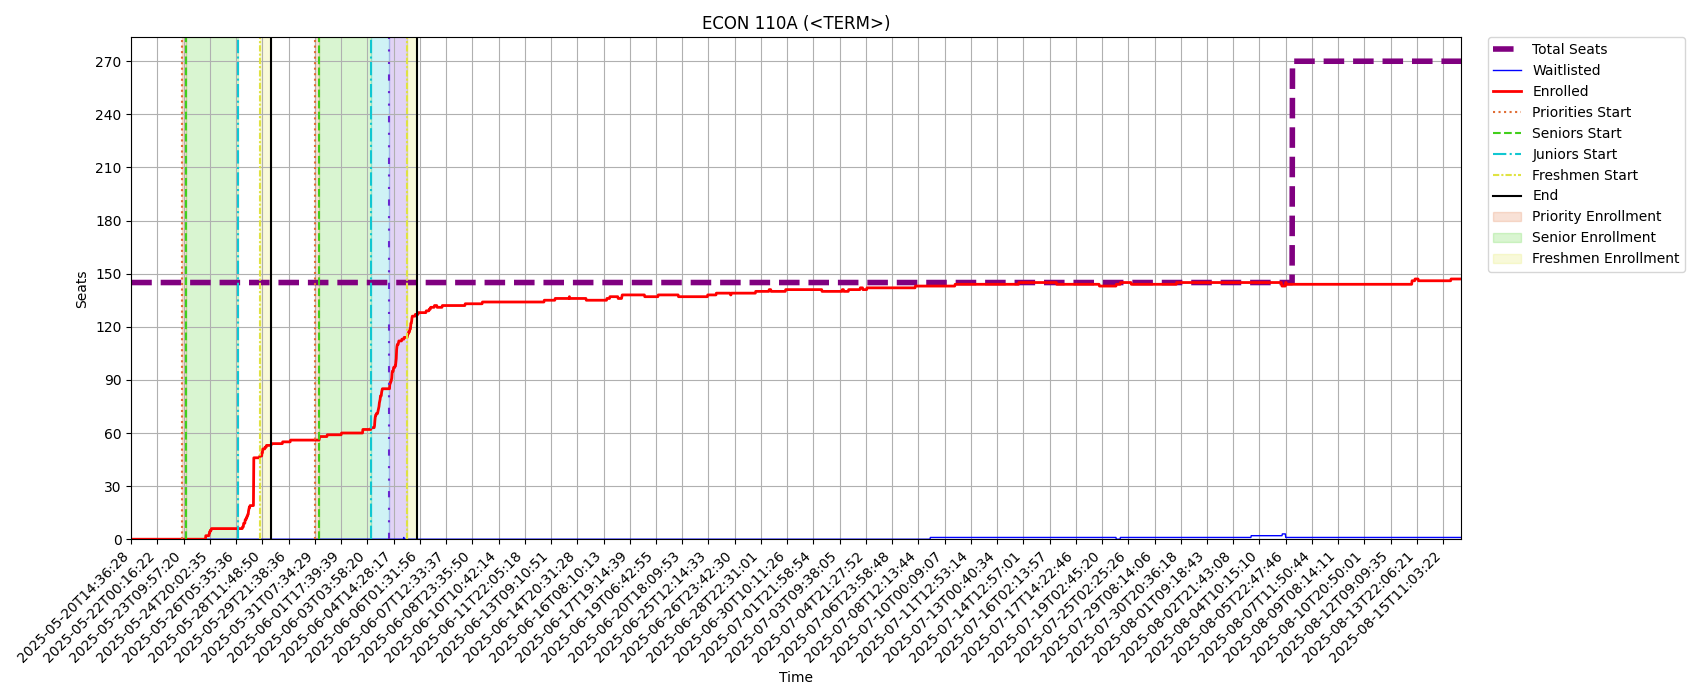 ECON 110A (<TERM>)
Total Seats
Waitlisted
Enrolled
Priorities Start
Seniors Start
Juniors Start
Freshmen Start
End
Priority Enrollment
Senior Enrollment
Freshmen Enrollment
Seats
270
240
210
180
150
120
90
60
30
0
2025-05-20T14:36:28
2025-05-22T00:16:22
2025-05-23T09:57:20
2025-05-24T20:02:35
2025-05-26T05:35:36
2025-05-28T11:48:50
2025-05-29T21:38:36
2025-05-31T07:34:29
2025-06-01T17:39:39
2025-06-03T03:58:20
2025-06-04T14:28:17
2025-06-06T01:31:56
2025-06-07T12:33:37
2025-06-08T23:35:50
2025-06-10T10:42:14
2025-06-11T22:05:18
2025-06-13T09:10:51
2025-06-14T20:31:28
2025-06-16T08:10:13
2025-06-17T19:14:39
2025-06-19T06:42:55
2025-06-20T18:09:53
2025-06-25T12:14:33
2025-06-26T23:42:30
2025-06-28T22:31:01
2025-06-30T10:11:26
2025-07-01T21:58:54
2025-07-03T09:38:05
2025-07-04T21:27:52
2025-07-06T23:58:48
2025-07-08T12:13:44
2025-07-10T00:09:07
2025-07-11T12:53:14
2025-07-13T00:40:34
2025-07-14T12:57:01
2025-07-16T02:13:57
2025-07-17T14:22:46
2025-07-19T02:45:20
2025-07-25T02:25:26
2025-07-29T08:14:06
2025-07-30T20:36:18
2025-08-01T09:18:43
2025-08-02T21:43:08
2025-08-04T10:15:10
2025-08-05T22:47:46
2025-08-07T11:50:44
2025-08-09T08:14:11
2025-08-10T20:50:01
2025-08-12T09:09:35
2025-08-13T22:06:21
2025-08-15T11:03:22
Time